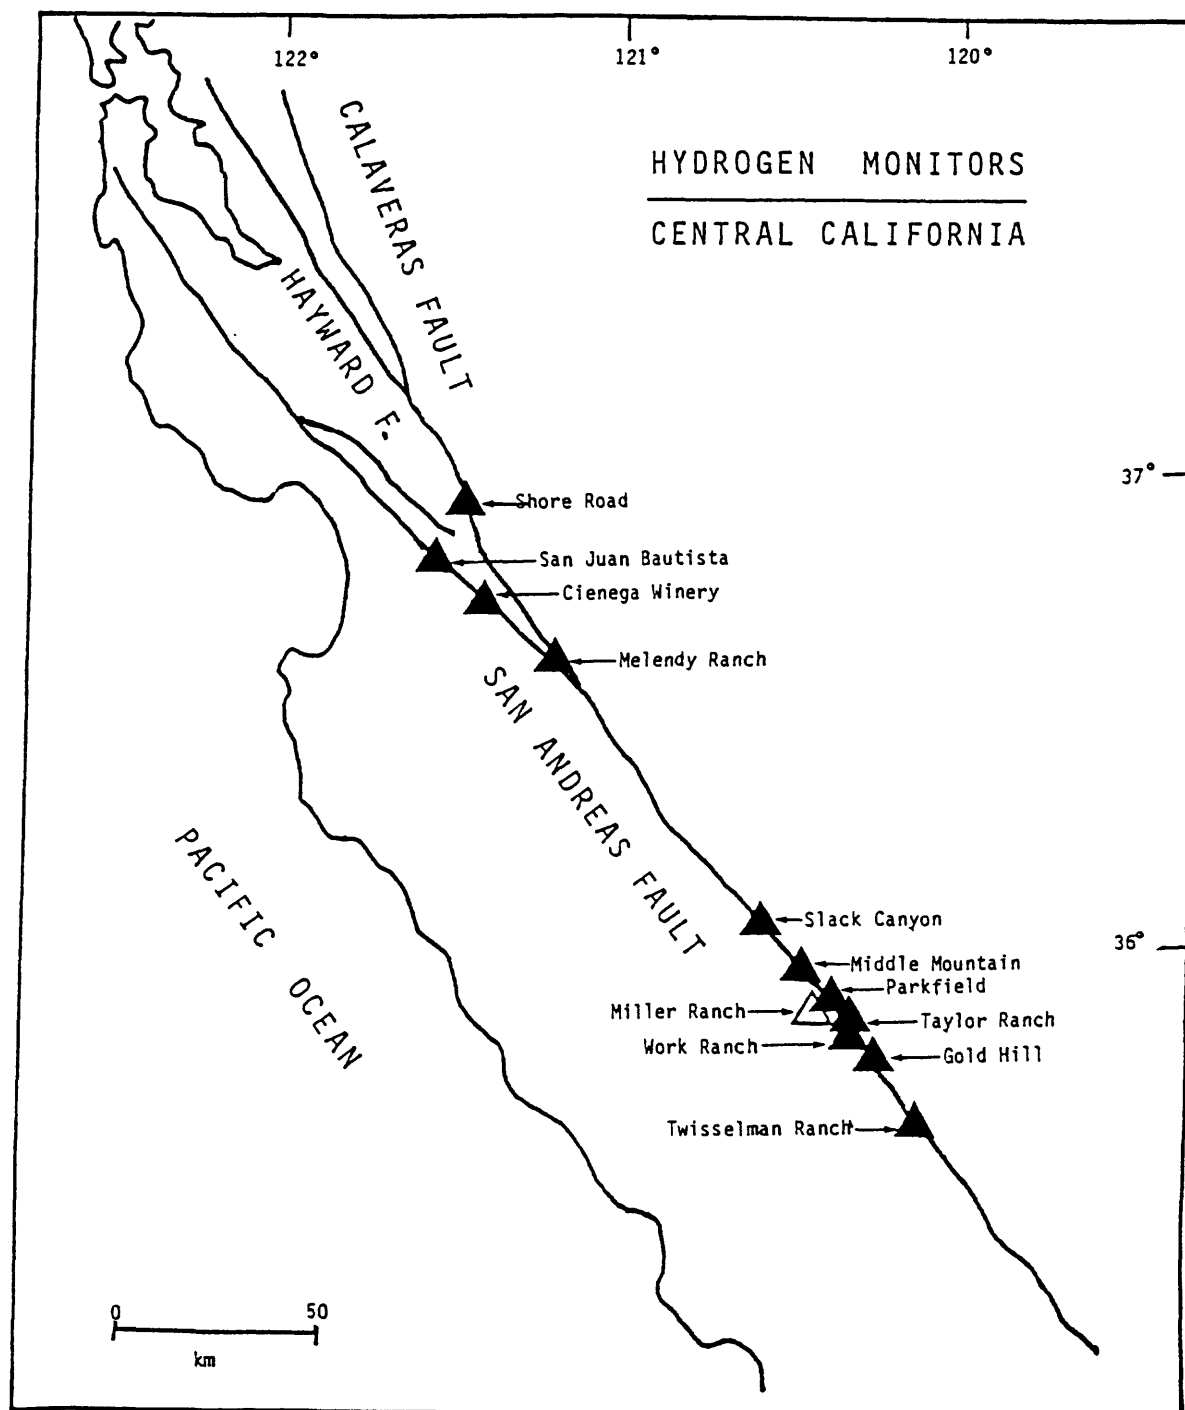 122°
121°
120°
HYDROGEN MONITORS
CENTRAL CALIFORNIA
CALAVERAS FAULT
HAYWARD F.
37°
Shore Road
San Juan Bautista
Cienega Winery
Melendy Ranch
SAN ANDREAS FAULT
PACIFIC OCEAN
Slack Canyon
36°
Middle Mountain
Parkfield
Miller Ranch
Taylor Ranch
Work Ranch
Gold Hill
Twisselman Ranch
0 50
km